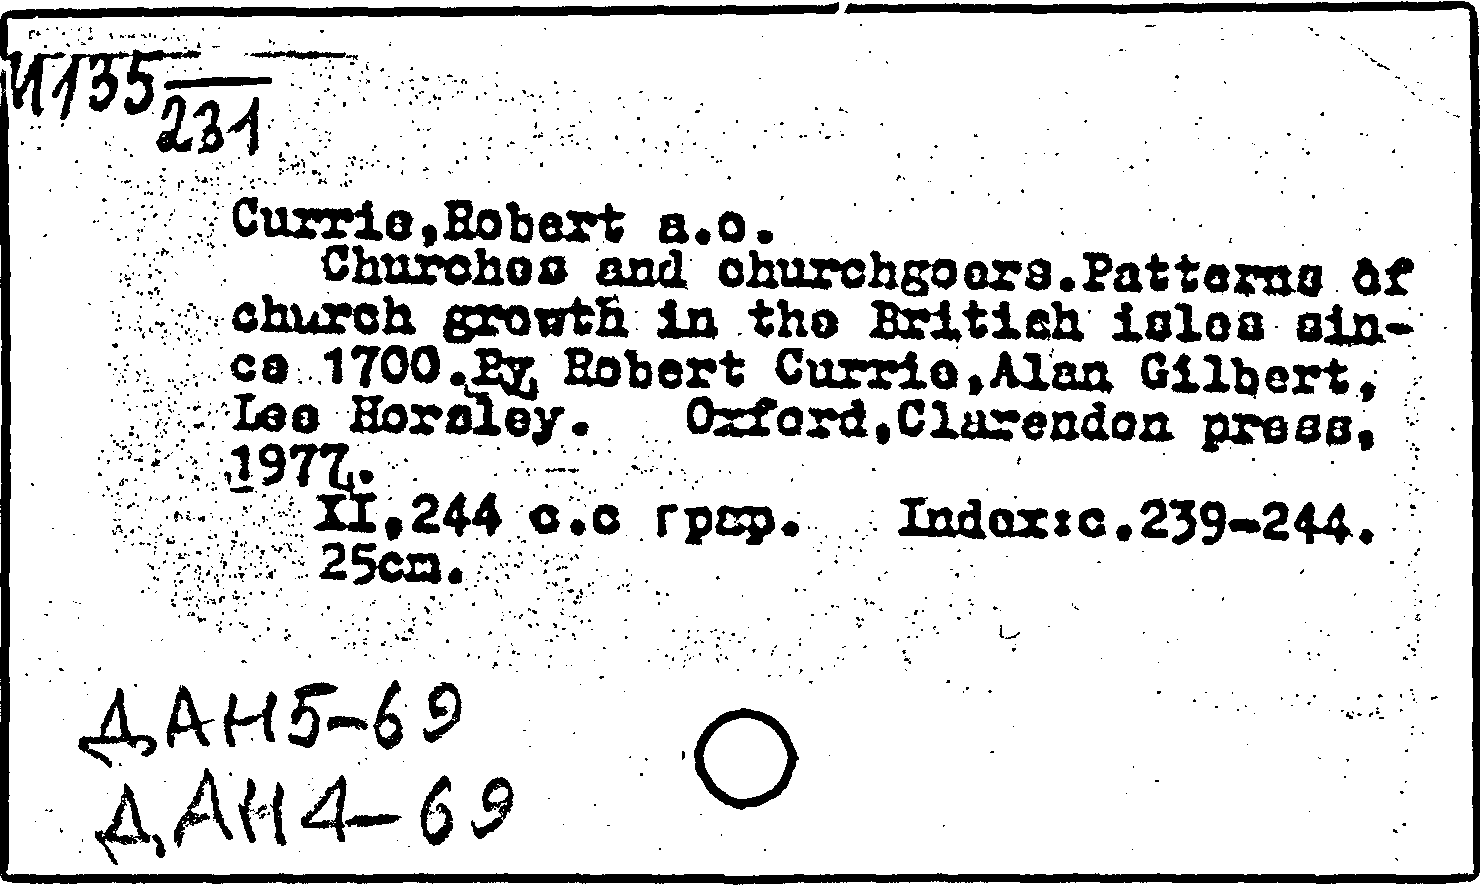 И135
231
Currie,Robert a.o.
Churches and churchgoers.Patterns of
church growth in the British isles sin-
ce 1700.By Robert Currie,Alan Gilbert,
Lee Horsley. Oxford,Clarendon press,
1977.
XI,244 с.с граф. Index:с.239-244.
25cm.
ДАН5-69
ДАН4-69